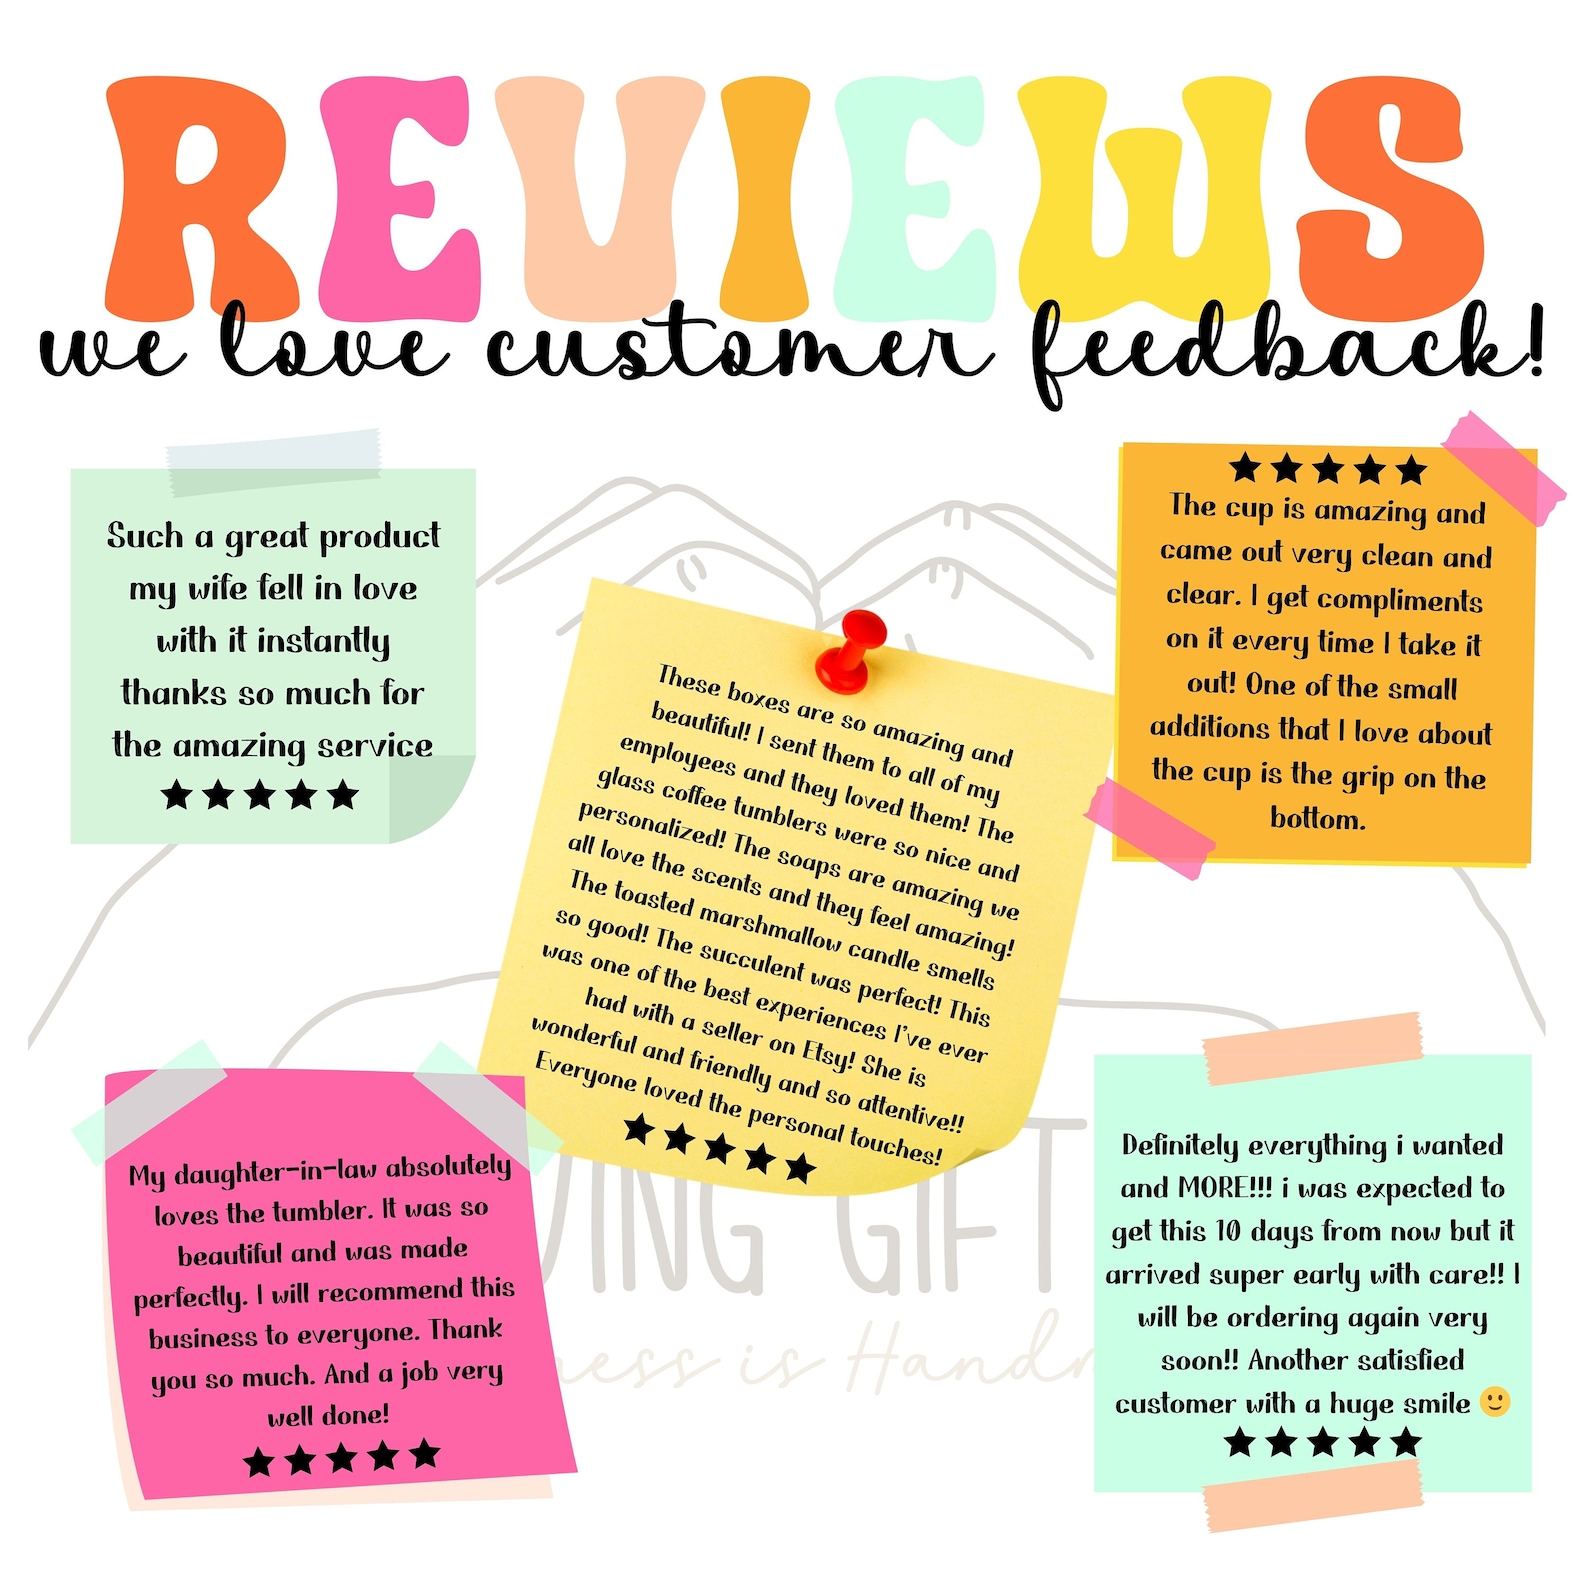 REVIEWS
we love customer feedback!
Such a great product
my wife fell in love
with it instantly
thanks so much for
the amazing service
★★★★★
★★★★★
The cup is amazing and
came out very clean and
clear. I get compliments
on it every time I take it
out! One of the small
additions that I love about
the cup is the grip on the
bottom.
These boxes are so amazing and
beautiful! I sent them to all of my
employees and they loved them! The
glass coffee tumblers were so nice and
personalized! The soaps are amazing we
all love the scents and they feel amazing!
The toasted marshmallow candle smells
so good! The succulent was perfect! This
was one of the best experiences I've ever
had with a seller on Etsy! She is
wonderful and friendly and so attentive!!
Everyone loved the personal touches!
★★★★★
My daughter-in-law absolutely
loves the tumbler. It was so
beautiful and was made
perfectly. I will recommend this
business to everyone. Thank
you so much. And a job very
well done!
★★★★★
Definitely everything i wanted
and MORE!!! i was expected to
get this 10 days from now but it
arrived super early with care!! I
will be ordering again very
soon!! Another satisfied
customer with a huge smile 🙂
★★★★★
GIFT
is